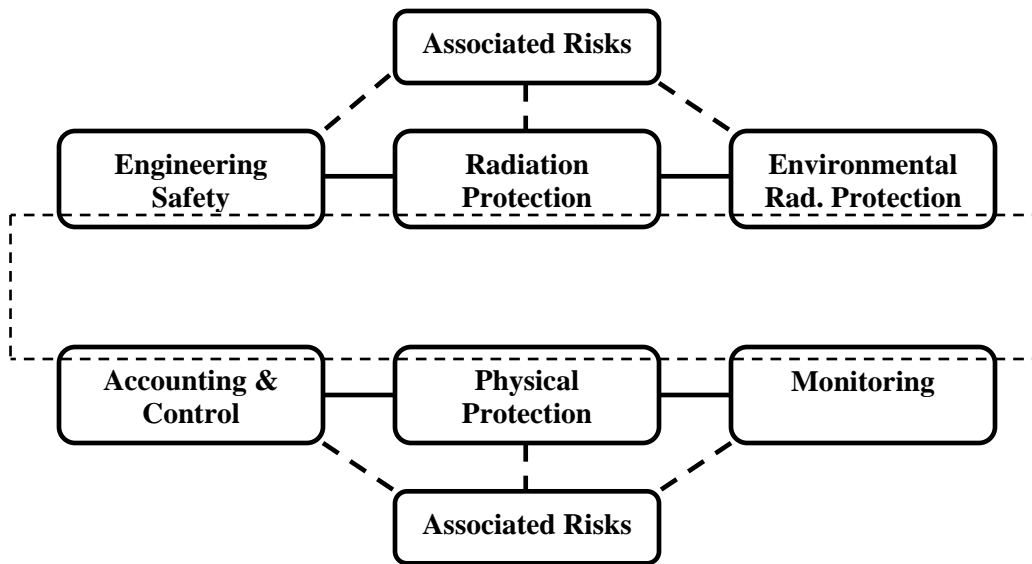 Associated Risks
Engineering
Safety
Radiation
Protection
Environmental
Rad. Protection
Accounting &
Control
Physical
Protection
Monitoring
Associated Risks